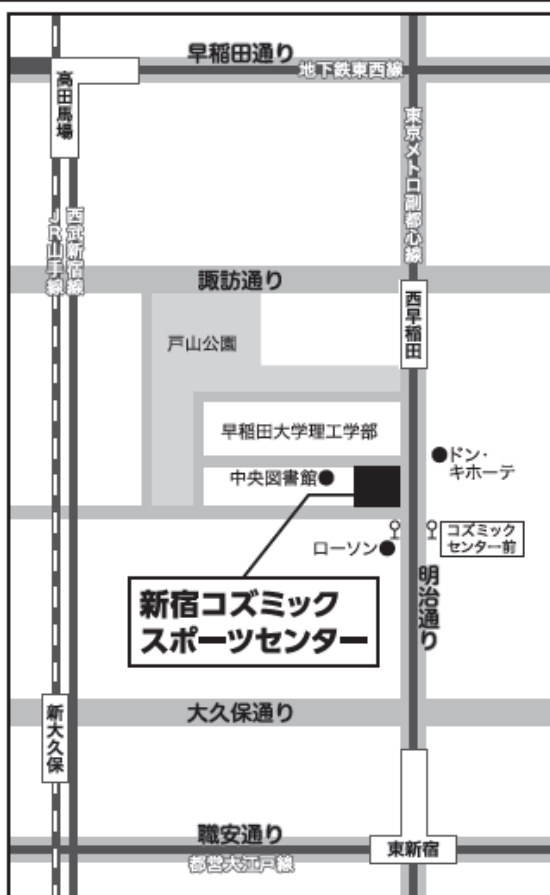 早稲田通り
地下鉄東西線
高田馬場
東京メトロ副都心線
JR山手線
西武新宿線
諏訪通り
西早稲田
戸山公園
早稲田大学理工学部
ドン・
キホーテ
中央図書館
コズミック
センター前
ローソン
明治通り
新宿コズミック
スポーツセンター
新大久保
大久保通り
職安通り
都営大江戸線
東新宿